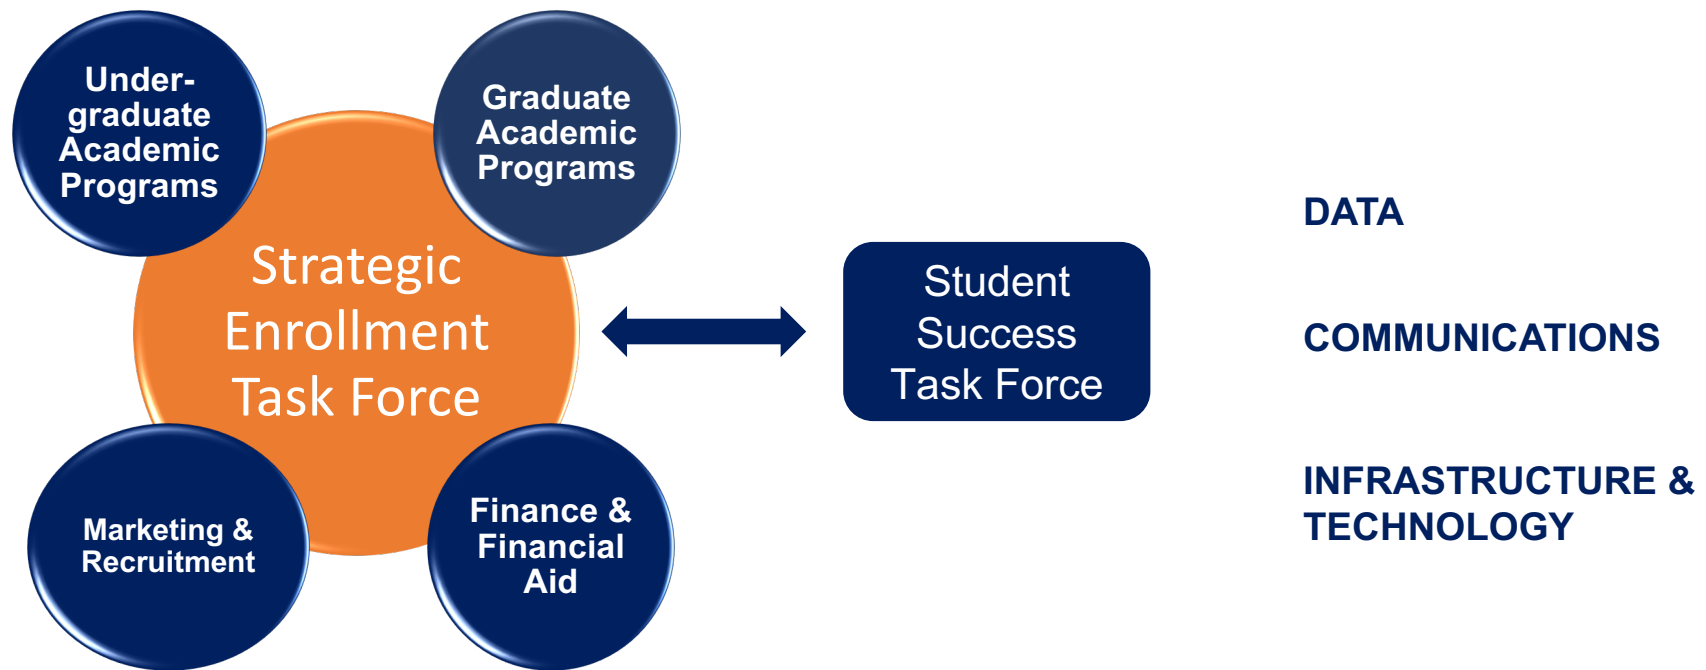 Under-
graduate
Academic
Programs
Graduate
Academic
Programs
Strategic
Enrollment
Task Force
Marketing &
Recruitment
Finance &
Financial
Aid
Student
Success
Task Force
DATA
COMMUNICATIONS
INFRASTRUCTURE &
TECHNOLOGY